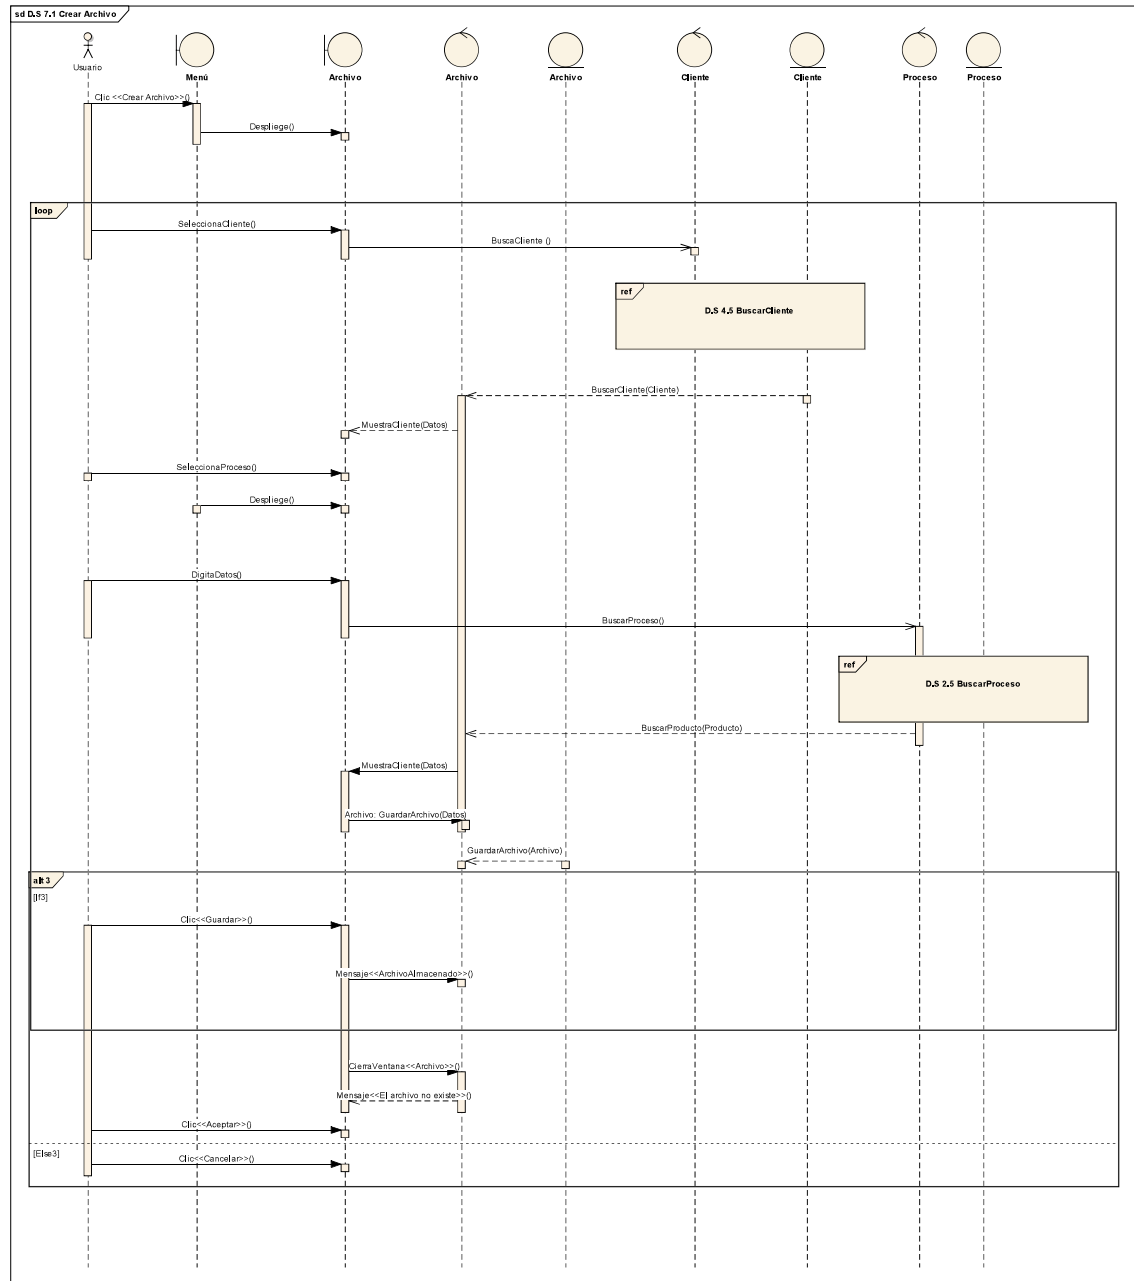 sd D.S 7.1 Crear Archivo
Usuario
Menú
Archivo
Archivo
Archivo
Cliente
Cliente
Proceso
Proceso
Clic <<Crear Archivo>>()
Despliege()
loop
SeleccionaCliente()
BuscaCliente ()
ref
D.S 4.5 BuscarCliente
BuscarCliente(Cliente)
MuestraCliente(Datos)
SeleccionaProceso()
Despliege()
DigitaDatos()
BuscarProceso()
ref
D.S 2.5 BuscarProceso
BuscarProducto(Producto)
MuestraCliente(Datos)
Archivo: GuardarArchivo(Datos)
GuardarArchivo(Archivo)
alt 3
[If3]
Clic<<Guardar>>()
Mensaje<<ArchivoAlmacenado>>()
CierraVentana<<Archivo>>()
Mensaje<<El archivo no existe>>()
Clic<<Aceptar>>()
[Else3]
Clic<<Cancelar>>()